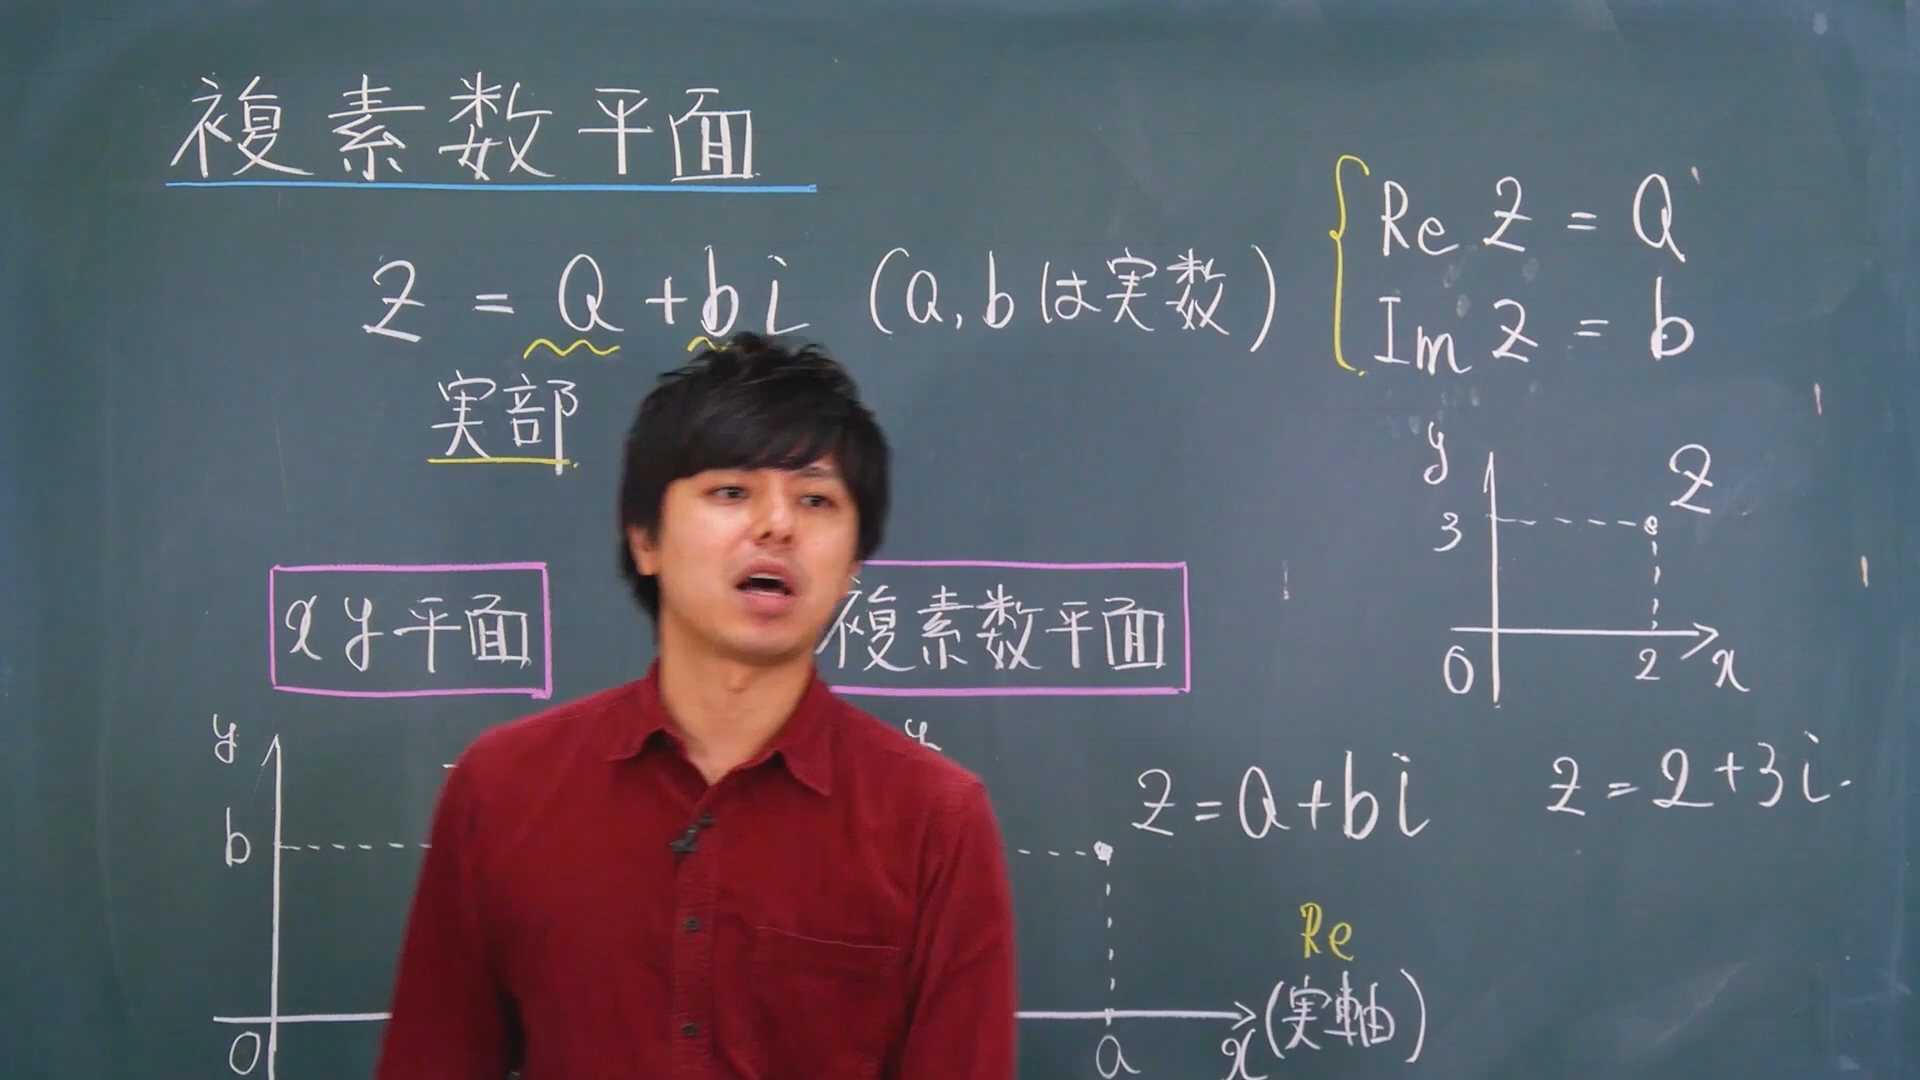 複素数平面
z = a + bi (a, bは実数)
実部
Re z = a
Im z = b
y
z
3
0
2
x
z = 2+3i.
xy平面
複素数平面
y
b
0
y
z = a+bi
Re
a
x (実軸)